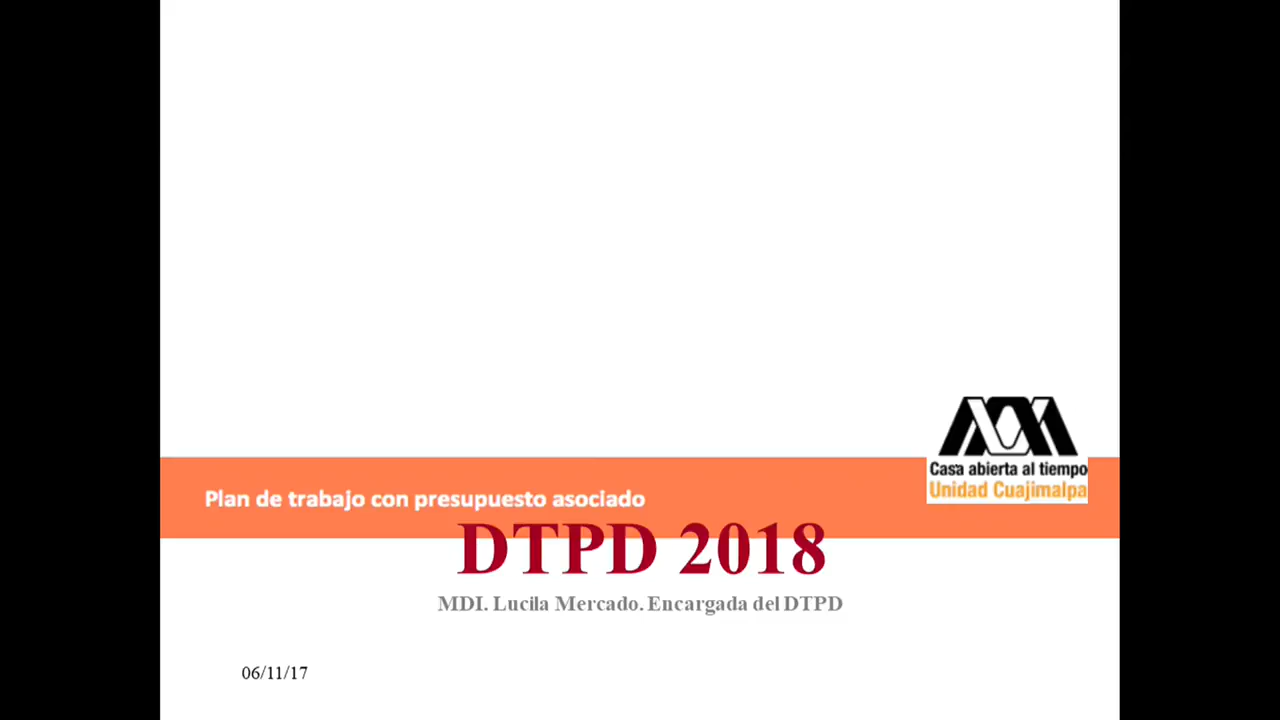 Casa abierta al tiempo
Unidad Cuajimalpa
Plan de trabajo con presupuesto asociado
DTPD 2018
MDI. Lucila Mercado. Encargada del DTPD
06/11/17